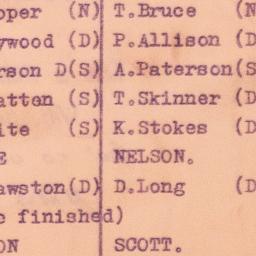 oper (N) T.Bruce (N
ywood (D) P.Allison (D
rson D(S) A.Paterson(S
atten (S) T.Skinner (D
ite (S) K.Stokes (D
E NELSON.
awston(D) D.Long (D
e finished)
ON SCOTT.